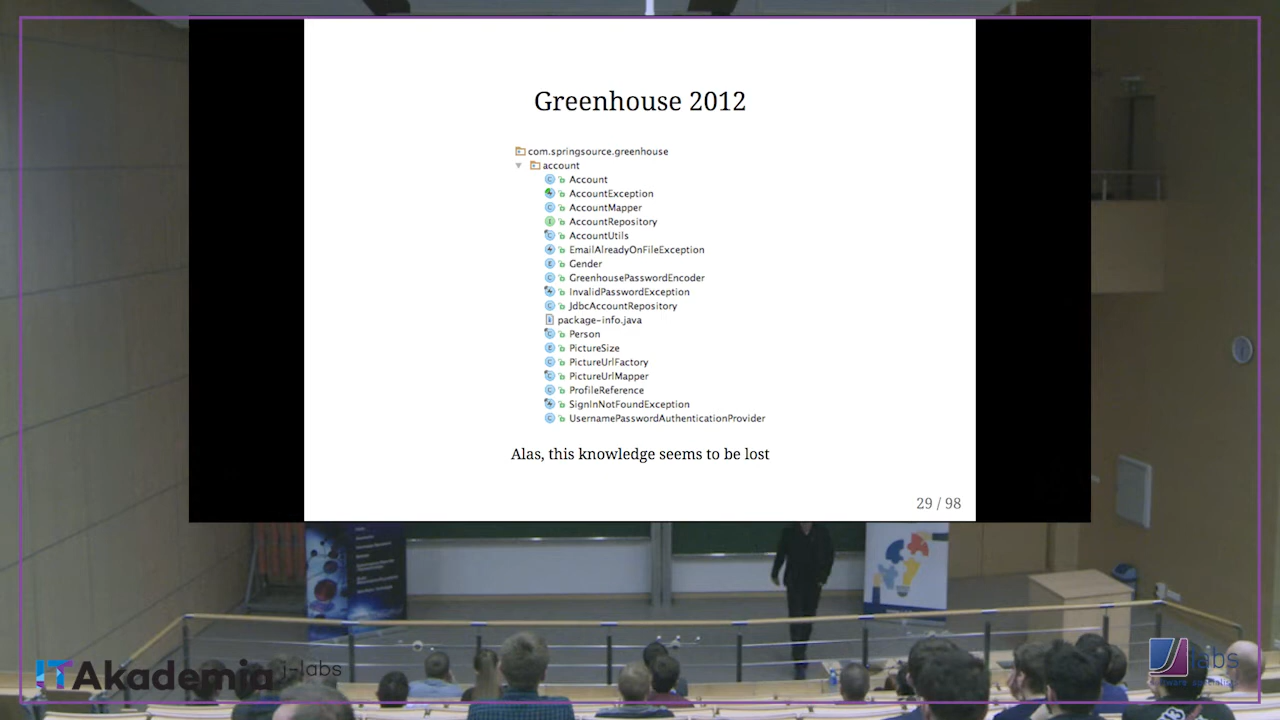 Greenhouse 2012
com.springsource.greenhouse
account
Account
AccountException
AccountMapper
AccountRepository
AccountUtils
EmailAlreadyOnFileException
Gender
GreenhousePasswordEncoder
InvalidPasswordException
JdbcAccountRepository
package-info.java
Person
PictureSize
PictureUrlFactory
PictureUrlMapper
ProfileReference
SignInNotFoundException
UsernamePasswordAuthenticationProvider
Alas, this knowledge seems to be lost
29 / 98
ITAkademia j-labs
labs